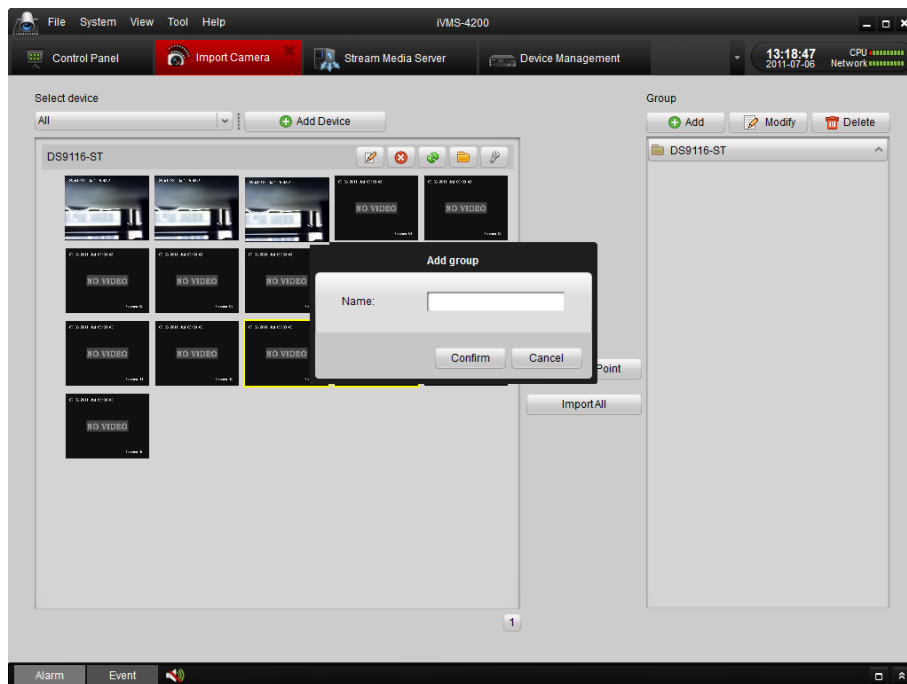 File System View Tool Help
iVMS-4200
Control Panel
Import Camera
Stream Media Server
Device Management
13:18:47
2011-07-06
CPU
Network
Select device
All
Add Device
Group
Add
Modify
Delete
DS9116-ST
DS9116-ST
NO VIDEO
NO VIDEO
NO VIDEO
NO VIDEO
NO VIDEO
Add group
Name:
Confirm
Cancel
NO VIDEO
NO VIDEO
NO VIDEO
Point
Import All
NO VIDEO
1
Alarm
Event